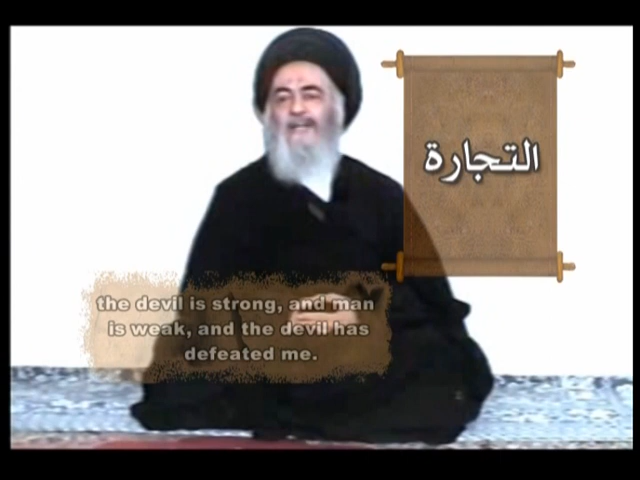 التجارة
the devil is strong, and man
is weak, and the devil has
defeated me.